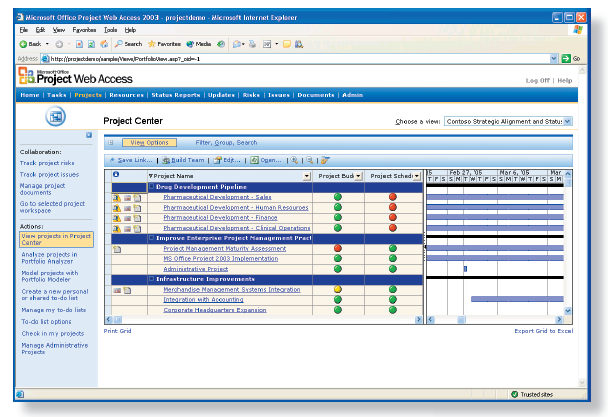 Microsoft Office Project Web Access 2003 - projectdemo - Microsoft Internet Explorer
File Edit View Favorites Tools Help
Back Search Favorites Media
Address http://projectdemo/sample/Views/PortfolioView.asp?_oid=-1 Go
Microsoft Office
Project Web Access
Log Off | Help
Home | Tasks | Projects | Resources | Status Reports | Updates | Risks | Issues | Documents | Admin
Project Center
Choose a view: Contoso Strategic Alignment and Status
View Options Filter, Group, Search
Save Link... Build Team Edit... Open...
Collaboration:
Track project risks
Track project issues
Manage project
documents
Go to selected project
workspace
Actions:
View projects in Project
Center
Analyze projects in
Portfolio Analyzer
Model projects with
Portfolio Modeler
Create a new personal
or shared to-do list
Manage my to-do lists
To-do list options
Check in my projects
Manage Administrative
Projects
Project Name Project Bud Project Schedu
'05 Feb 27, '05 Mar 6, '05 Mar
T F S S M T W T F S S M T W T F S S M
Drug Development Pipeline
Pharmaceutical Development - Sales
Pharmaceutical Development - Human Resources
Pharmaceutical Development - Finance
Pharmaceutical Development - Clinical Operations
Improve Enterprise Project Management Pract
Project Management Maturity Assessment
MS Office Project 2003 Implementation
Administrative Project
Infrastructure Improvements
Merchandise Management Systems Integration
Integration with Accounting
Corporate Headquarters Expansion
Print Grid
Export Grid to Excel
Trusted sites